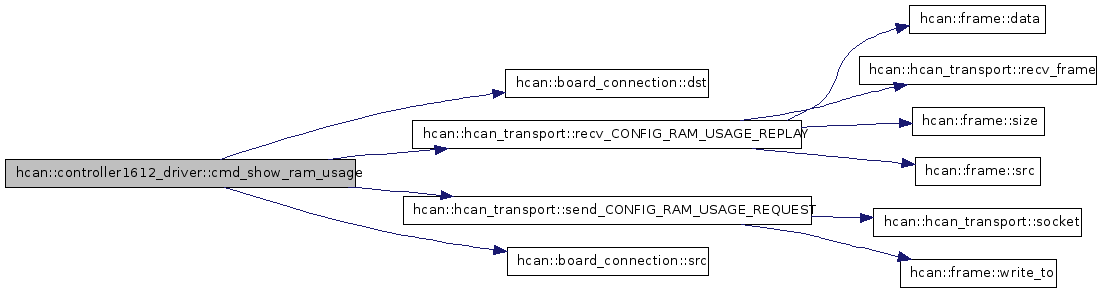 hcan::frame::data
hcan::hcan_transport::recv_frame
hcan::board_connection::dst
hcan::frame::size
hcan::hcan_transport::recv_CONFIG_RAM_USAGE_REPLAY
hcan::frame::src
hcan::controller1612_driver::cmd_show_ram_usage
hcan::hcan_transport::send_CONFIG_RAM_USAGE_REQUEST
hcan::hcan_transport::socket
hcan::board_connection::src
hcan::frame::write_to